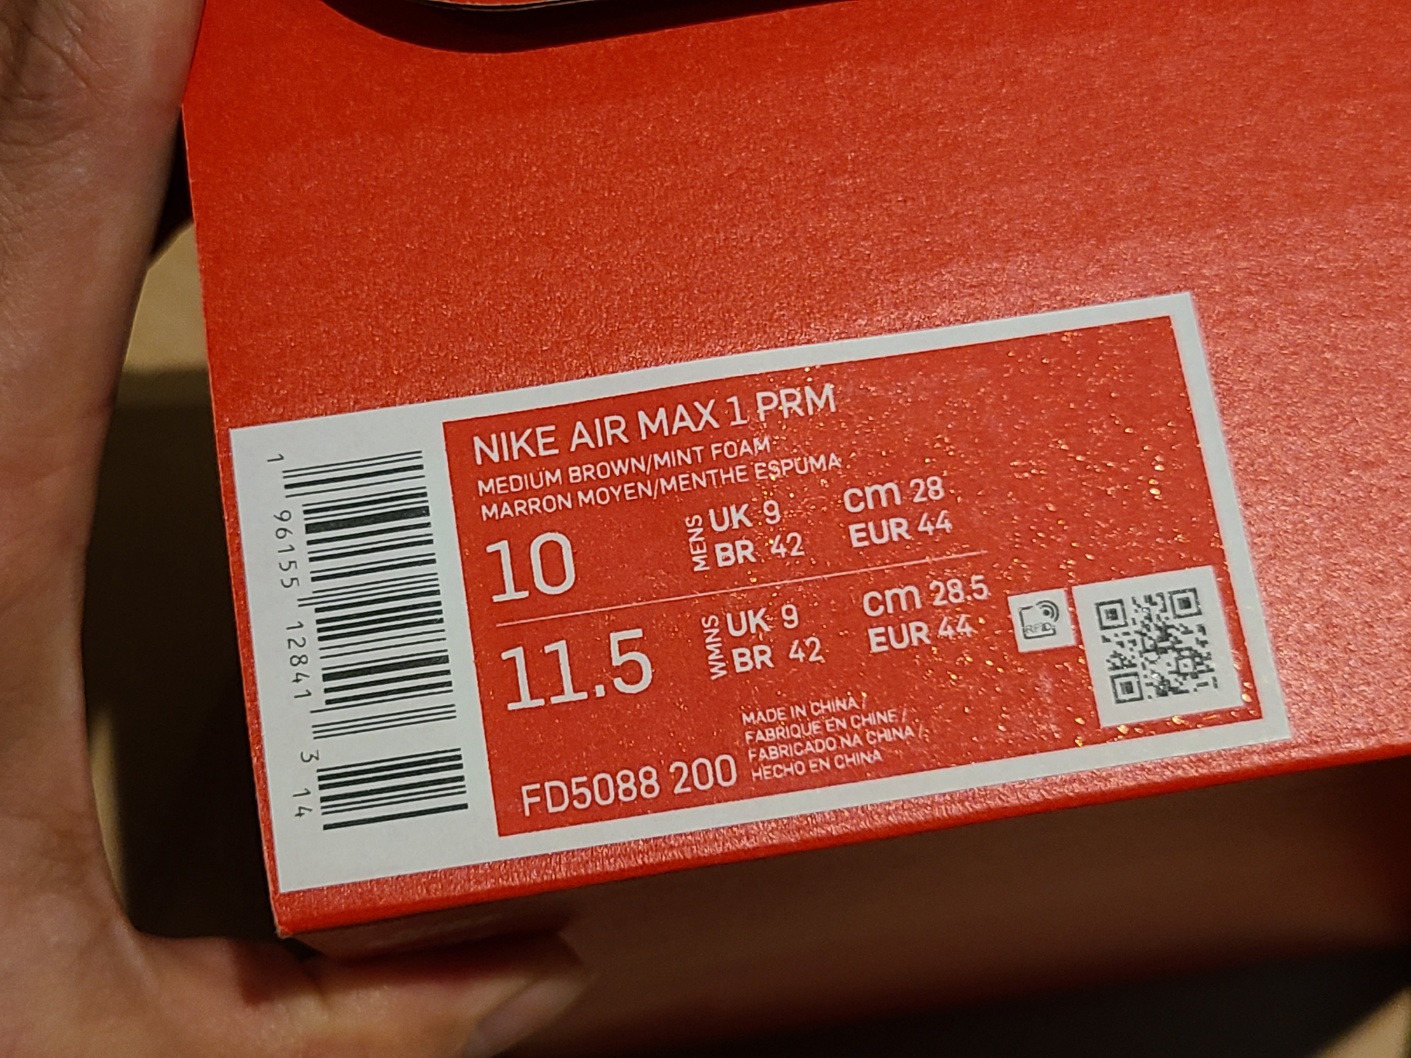 NIKE AIR MAX 1 PRM
MEDIUM BROWN/MINT FOAM
MARRON MOYEN/MENTHE ESPUMA
10 MENS UK 9 cm 28
BR 42 EUR 44
11.5 WMNS UK 9 cm 28.5
BR 42 EUR 44
RFID
MADE IN CHINA /
FABRIQUE EN CHINE /
FABRICADO NA CHINA /
HECHO EN CHINA
FD5088 200
1 96155 12841 3 14